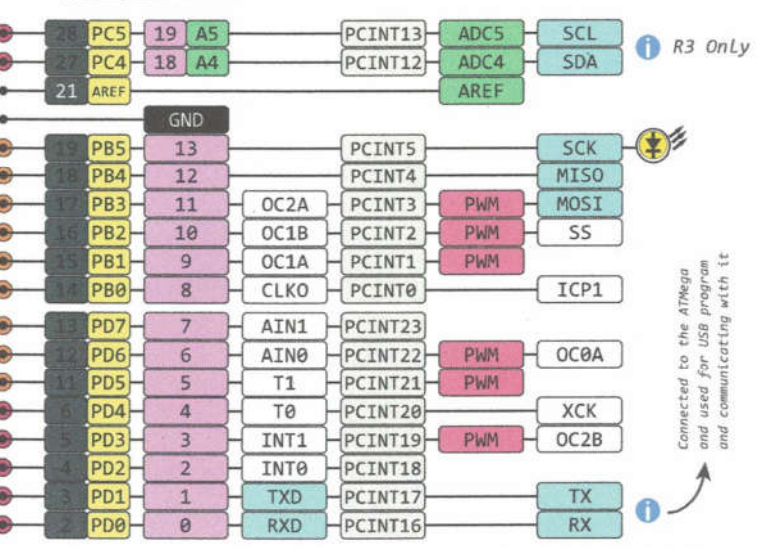 28 PC5 19 A5 PCINT13 ADC5 SCL
27 PC4 18 A4 PCINT12 ADC4 SDA
R3 Only
21 AREF AREF
GND
19 PB5 13 PCINT5 SCK
18 PB4 12 PCINT4 MISO
17 PB3 11 OC2A PCINT3 PWM MOSI
16 PB2 10 OC1B PCINT2 PWM SS
15 PB1 9 OC1A PCINT1 PWM
14 PB0 8 CLKO PCINT0 ICP1
13 PD7 7 AIN1 PCINT23
12 PD6 6 AIN0 PCINT22 PWM OC0A
11 PD5 5 T1 PCINT21 PWM
6 PD4 4 T0 PCINT20 XCK
5 PD3 3 INT1 PCINT19 PWM OC2B
4 PD2 2 INT0 PCINT18
3 PD1 1 TXD PCINT17 TX
2 PD0 0 RXD PCINT16 RX
Connected to the ATMega
and used for USB program
and communicating with it